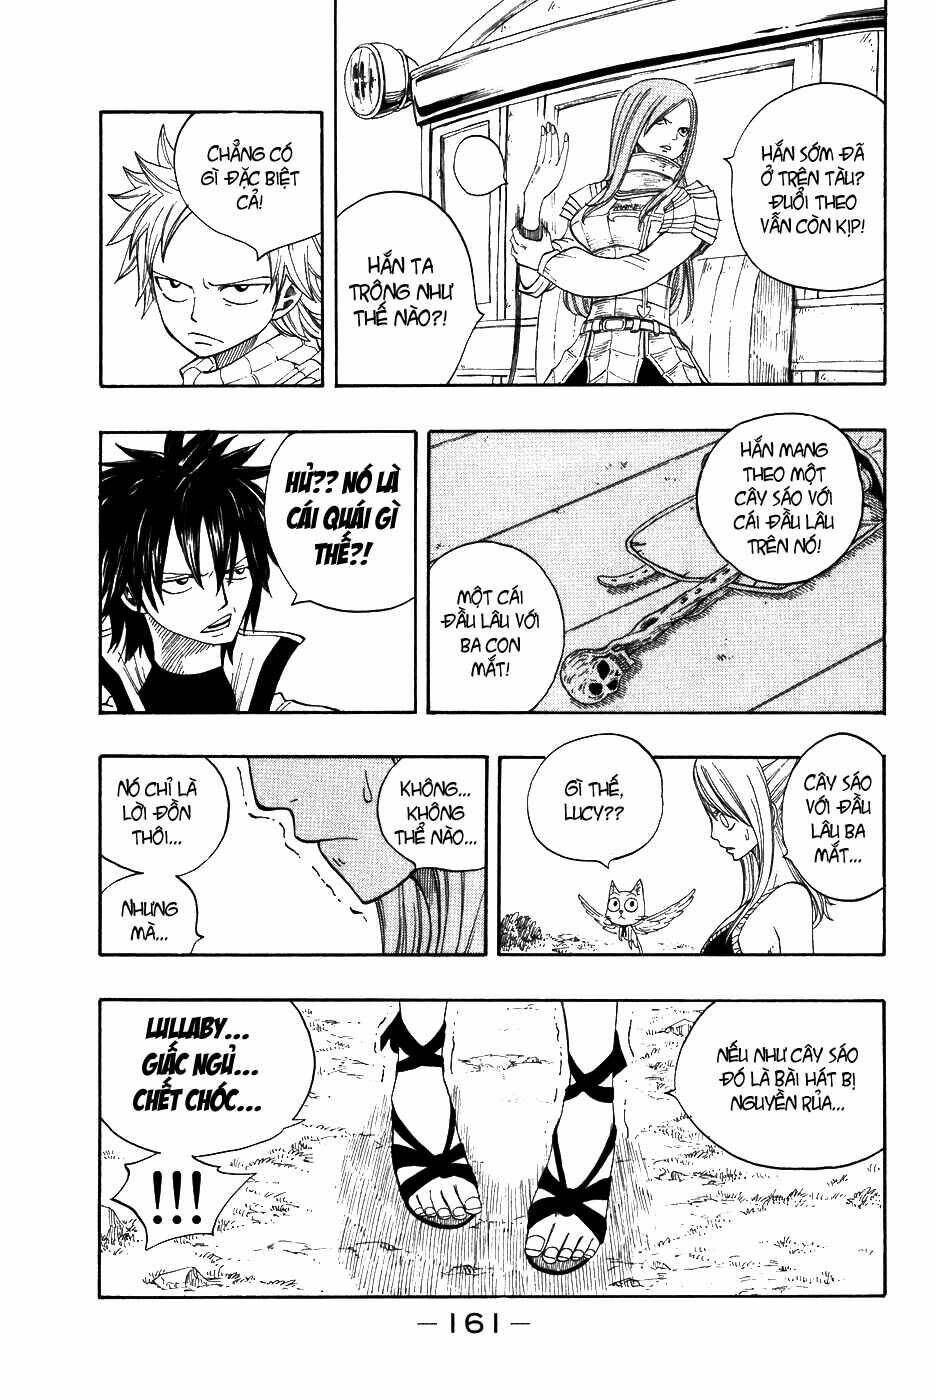 HẮN SỚM ĐÃ
Ở TRÊN TÀU?
ĐUỔI THEO
VẪN CÒN KỊP!
HẮN TA
TRÔNG NHƯ
THẾ NÀO?!
CHẲNG CÓ
GÌ ĐẶC BIỆT
CẢ!
HẮN MANG
THEO MỘT
CÂY SÁO VỚI
CÁI ĐẦU LÂU
TRÊN NÓ!
MỘT CÁI
ĐẦU LÂU VỚI
BA CON
MẮT!
HỬ?? NÓ LÀ
CÁI QUÁI GÌ
THẾ?!
CÂY SÁO
VỚI ĐẦU
LÂU BA
MẮT...
GÌ THẾ,
LUCY??
KHÔNG...
KHÔNG
THỂ NÀO...
NÓ CHỈ LÀ
LỜI ĐỒN
THÔI...
NHƯNG
MÀ...
NẾU NHƯ CÂY SÁO
ĐÓ LÀ BÀI HÁT BỊ
NGUYỀN RỦA...
LULLABY...
GIẤC NGỦ...
CHẾT CHÓC...
!!!
— 161 —